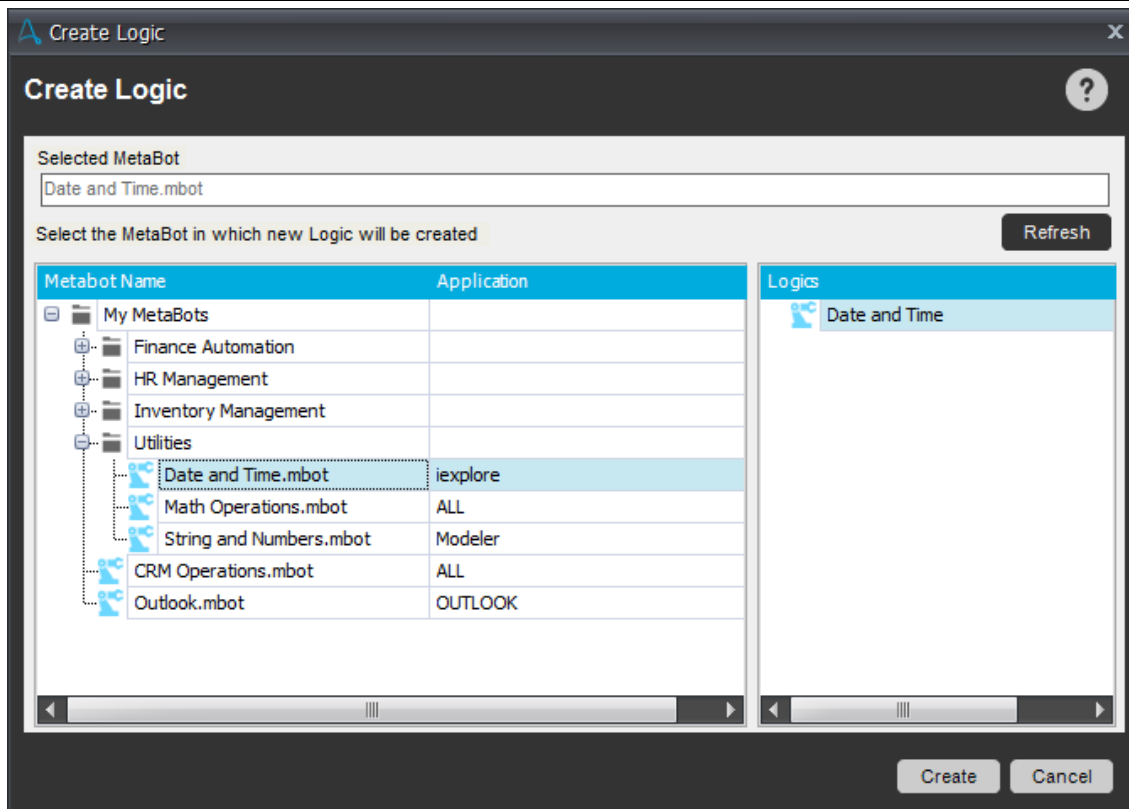 Create Logic
Create Logic
?
Selected MetaBot
Date and Time.mbot
Select the MetaBot in which new Logic will be created
Refresh
Metabot Name Application
My MetaBots
Finance Automation
HR Management
Inventory Management
Utilities
Date and Time.mbot iexplore
Math Operations.mbot ALL
String and Numbers.mbot Modeler
CRM Operations.mbot ALL
Outlook.mbot OUTLOOK
Logics
Date and Time
Create Cancel